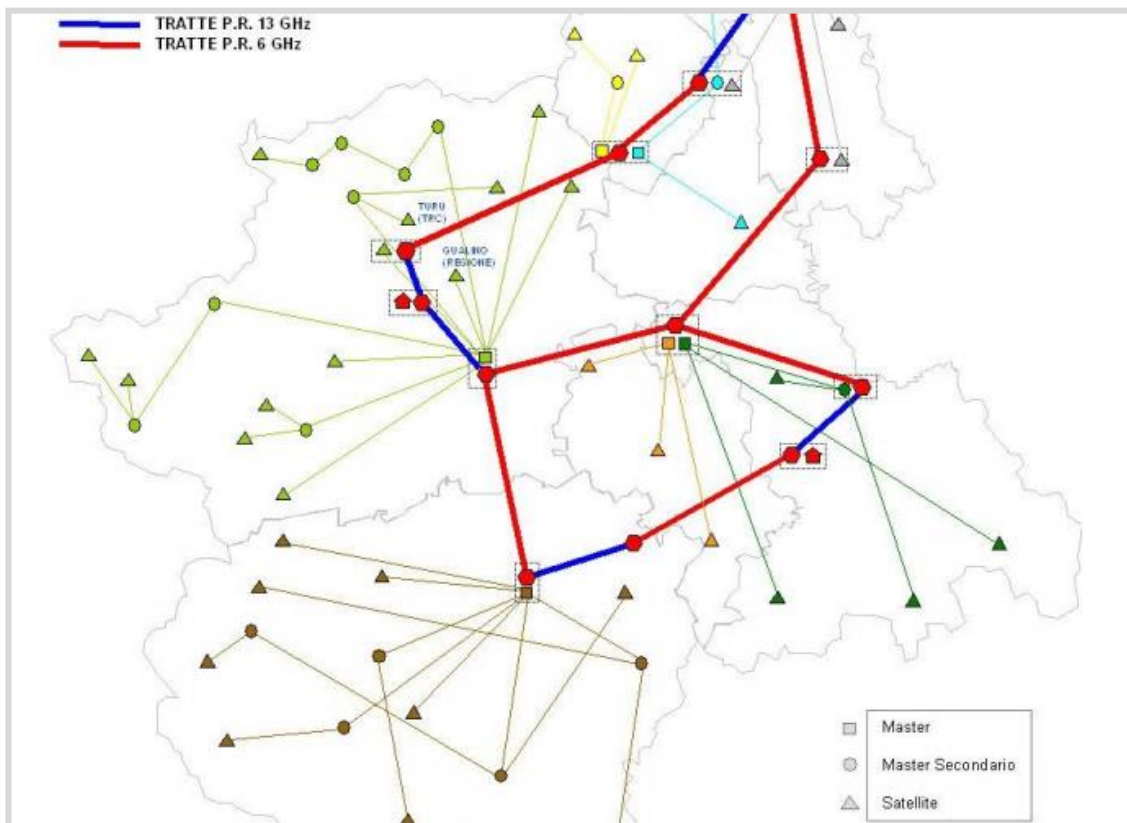 TRATTE P.R. 13 GHz
TRATTE P.R. 6 GHz
TURU
(TRC)
GUALINO
(REGIONE)
Master
Master Secondario
Satellite